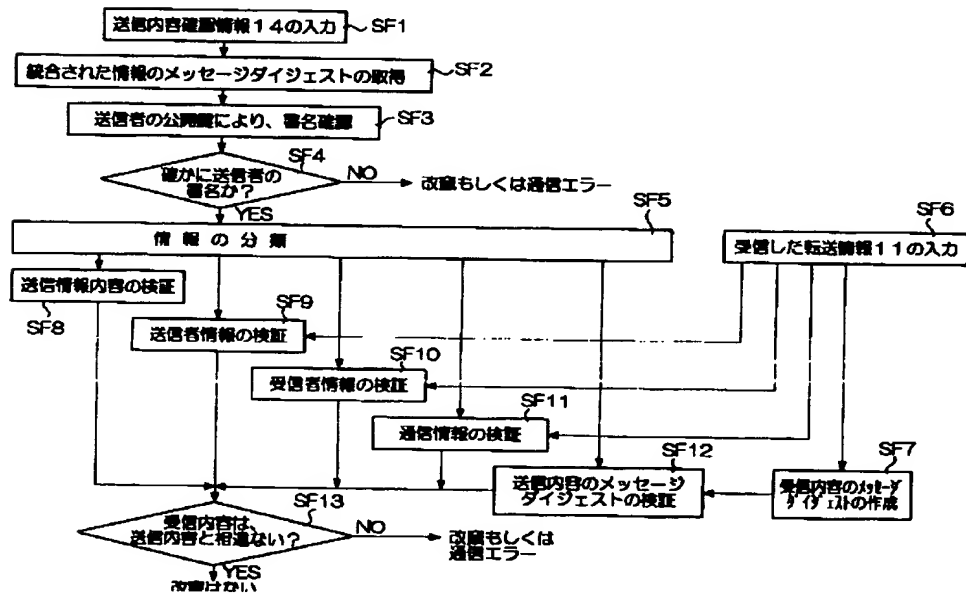 送信内容確認情報14の入力
SF1
統合された情報のメッセージダイジェストの取得
SF2
送信者の公開鍵により、署名確認
SF3
SF4
確かに送信者の
署名か?
NO
改竄もしくは通信エラー
YES
SF5
SF6
情報の分類
受信した転送情報11の入力
送信情報内容の検証
SF8
SF9
送信者情報の検証
SF10
受信者情報の検証
SF11
通信情報の検証
SF12
SF7
送信内容のメッセージ
ダイジェストの検証
受信内容のメッセージ
ダイジェストの作成
SF13
受信内容は、
送信内容と相違ない?
NO
改竄もしくは
通信エラー
YES
改竄はない